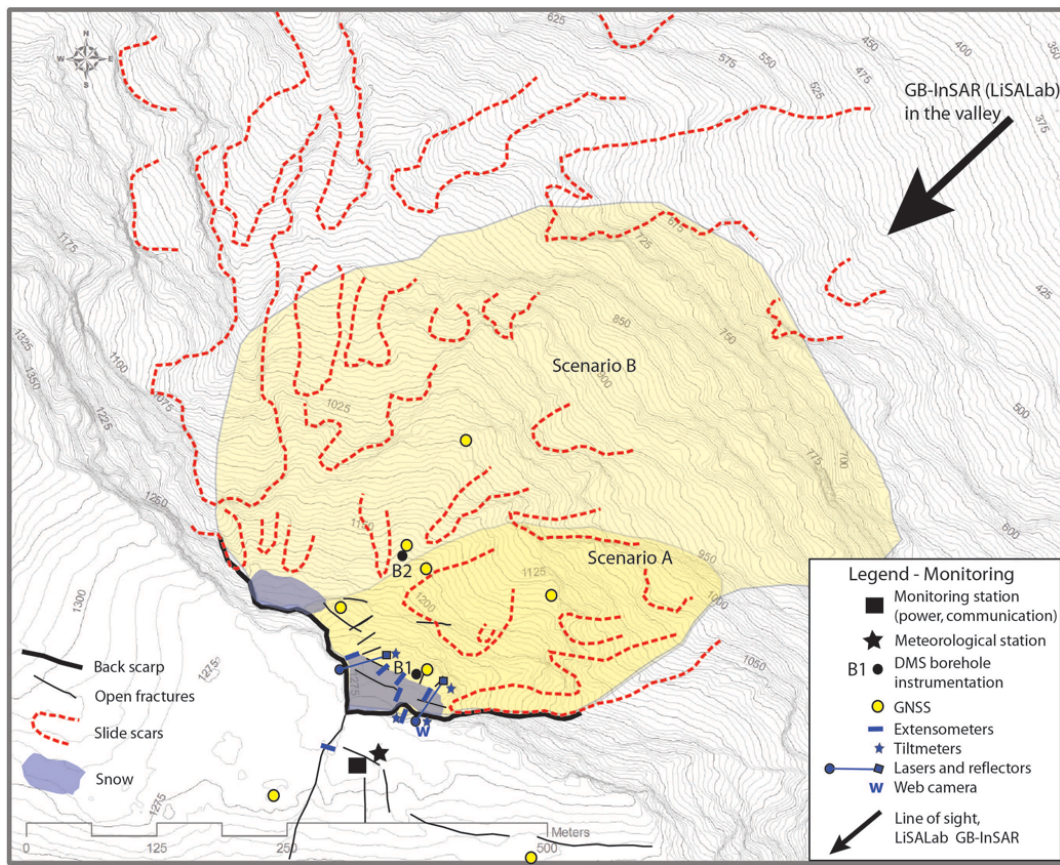 N
W E
S
625
450
400
350
575
550
475
525
375
GB-InSAR (LiSALab)
in the valley
1175
675
725
425
1325
1100
850
750
1350
1225
Scenario B
1075
900
1025
500
775
700
1250
1100
600
B2
Scenario A
950
1125
1300
1200
1000
1050
B1
1275
1275
W
1275
Back scarp
Open fractures
Slide scars
Snow
0
250
500
Meters
Legend - Monitoring
Monitoring station
(power, communication)
Meteorological station
B1 DMS borehole
instrumentation
GNSS
Extensometers
Tiltmeters
Lasers and reflectors
W Web camera
Line of sight,
LiSALab GB-InSAR